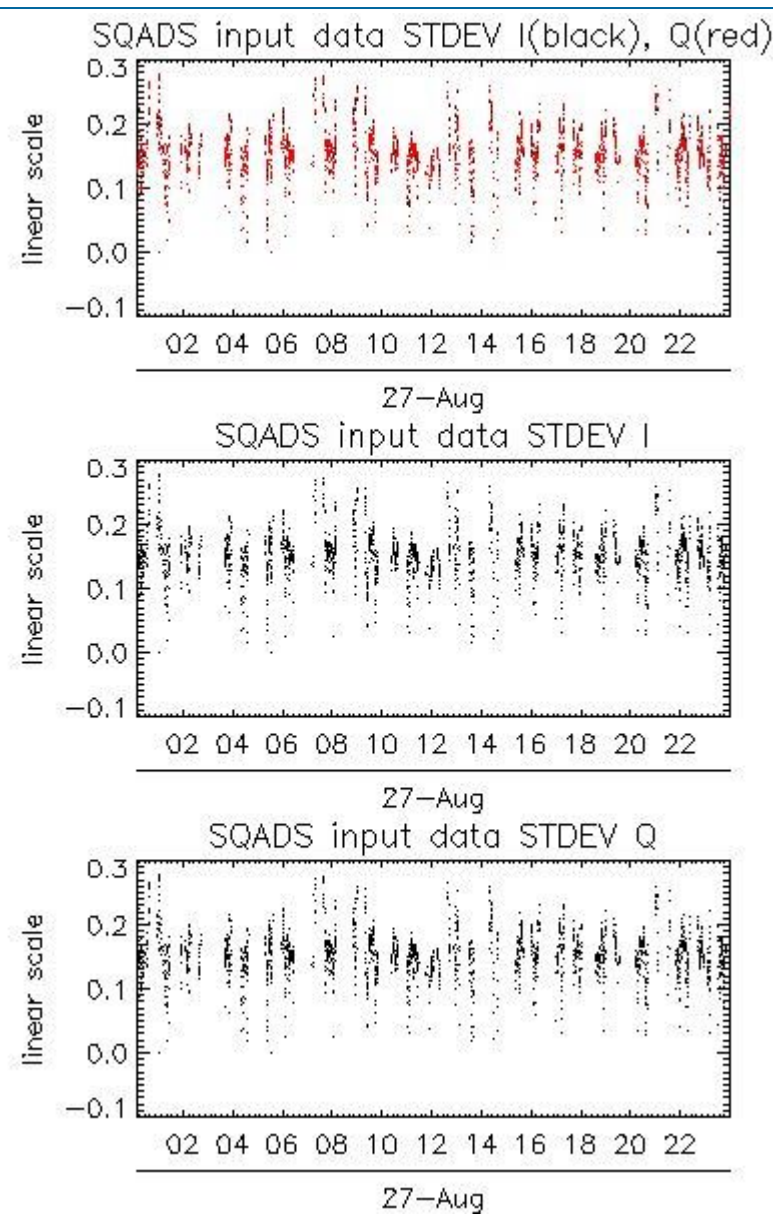 SQADS input data STDEV I(black), Q(red)
0.3
0.2
0.1
0.0
−0.1
linear scale
02 04 06 08 10 12 14 16 18 20 22
27−Aug
SQADS input data STDEV I
0.3
0.2
0.1
0.0
−0.1
linear scale
02 04 06 08 10 12 14 16 18 20 22
27−Aug
SQADS input data STDEV Q
0.3
0.2
0.1
0.0
−0.1
linear scale
02 04 06 08 10 12 14 16 18 20 22
27−Aug